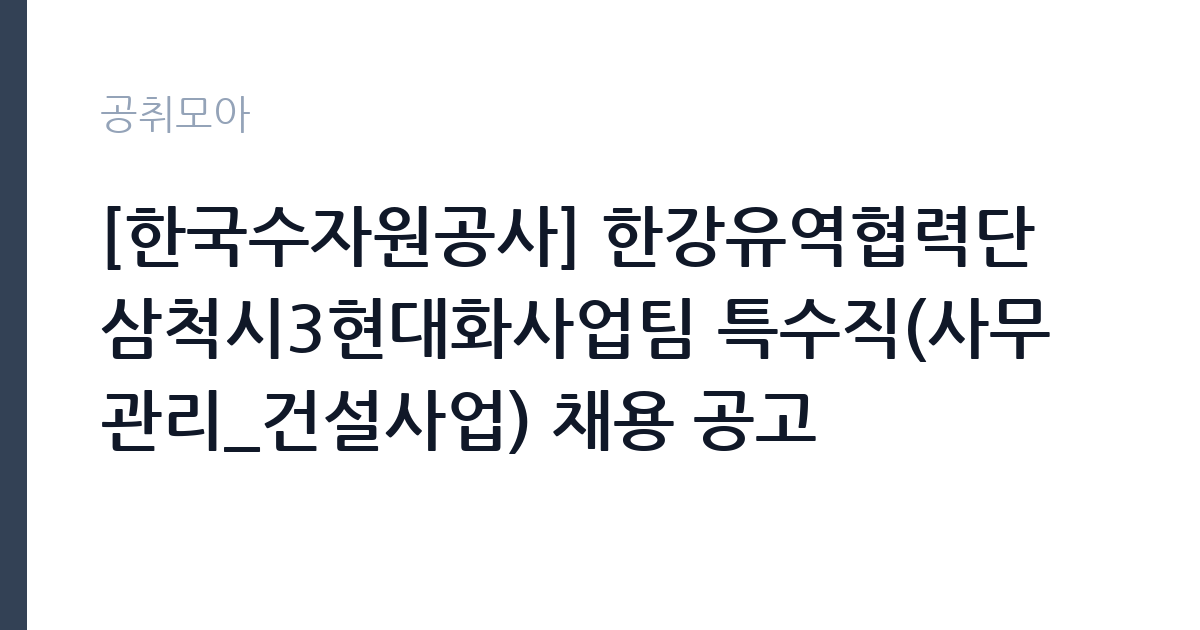 공취모아
[한국수자원공사] 한강유역협력단
삼척시3현대화사업팀 특수직(사무
관리_건설사업) 채용 공고